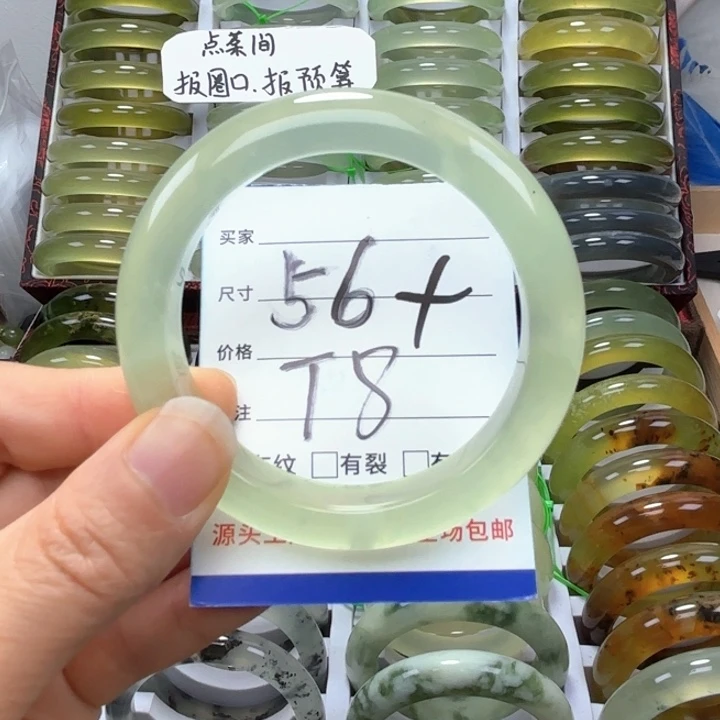 点菜间
报圈口.报预算
买家
尺寸 56+
价格
注 T8
纹 □有裂 □
源头
场包邮